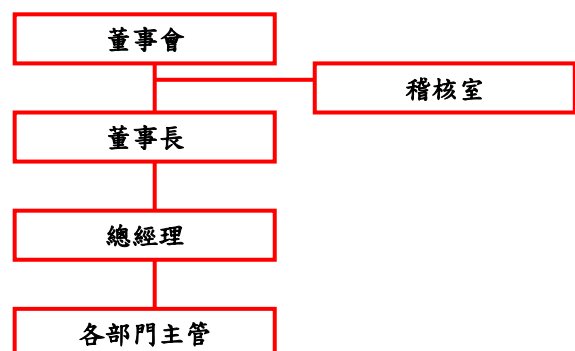 董事會
稽核室
董事長
總經理
各部門主管